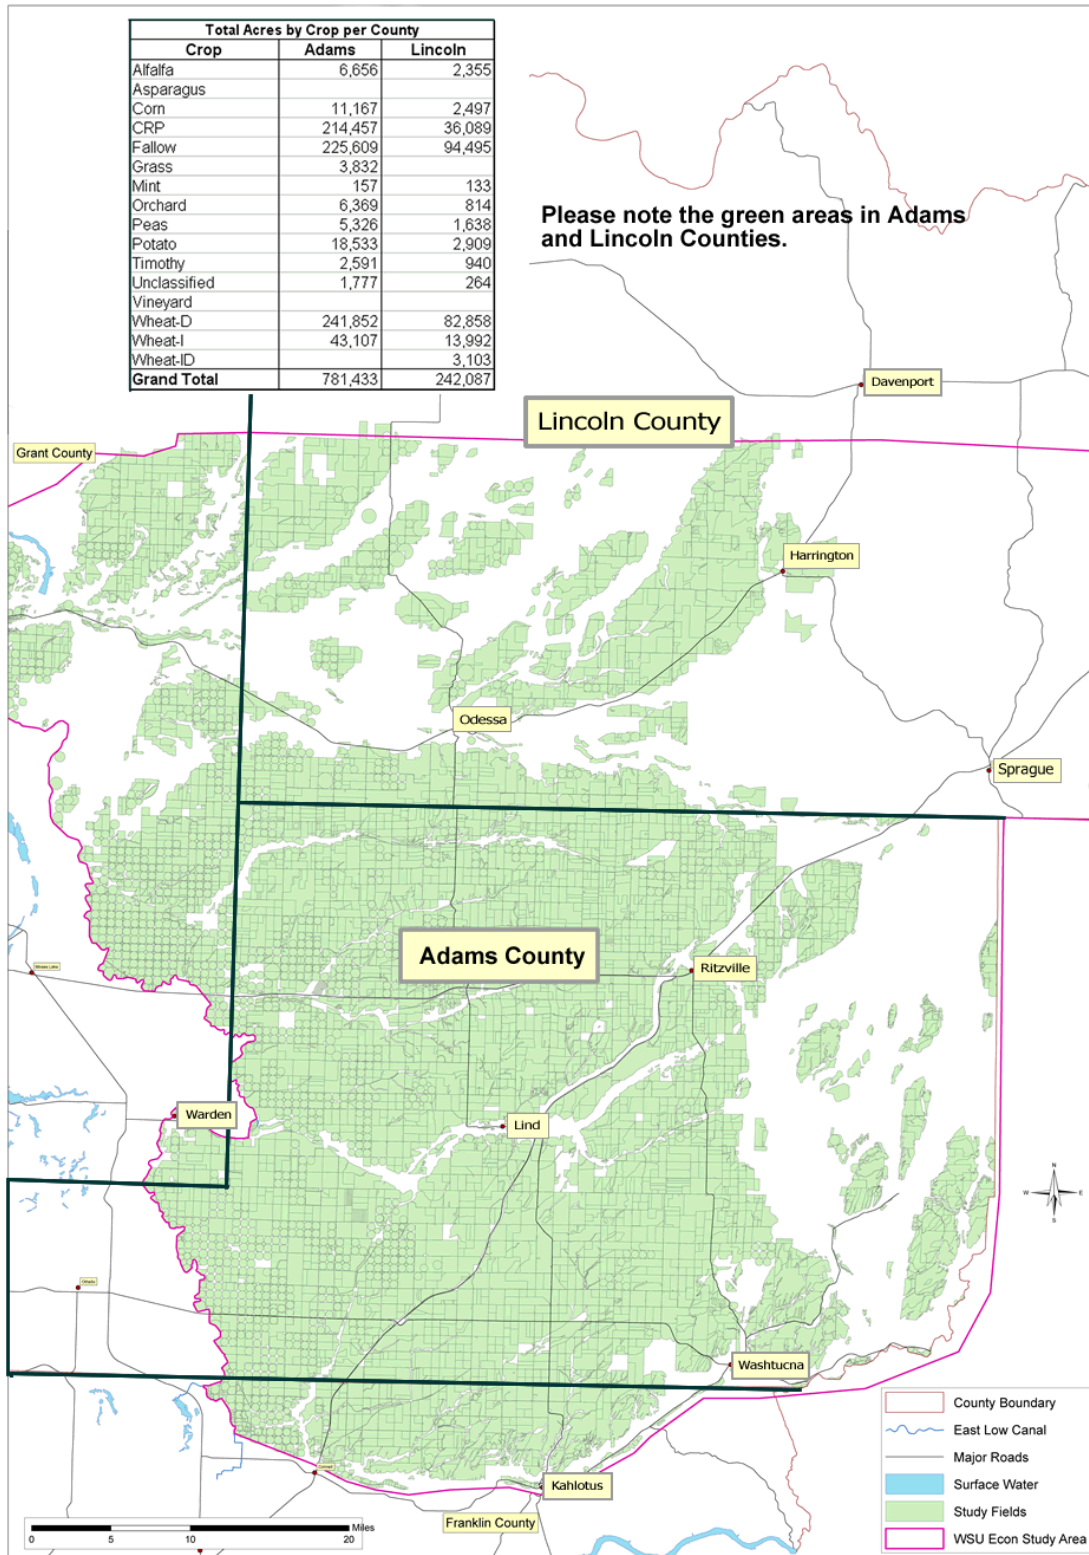 Total Acres by Crop per County
Crop Adams Lincoln
Alfalfa 6,656 2,355
Asparagus
Corn 11,167 2,497
CRP 214,457 36,089
Fallow 225,609 94,495
Grass 3,832
Mint 157 133
Orchard 6,369 814
Peas 5,326 1,638
Potato 18,533 2,909
Timothy 2,591 940
Unclassified 1,777 264
Vineyard
Wheat-D 241,852 82,858
Wheat-I 43,107 13,992
Wheat-ID 3,103
Grand Total 781,433 242,087
Please note the green areas in Adams
and Lincoln Counties.
Davenport
Lincoln County
Grant County
Harrington
Odessa
Sprague
Adams County
Ritzville
Moses Lake
Warden
Lind
N
W E
S
Othello
Washtucna
County Boundary
East Low Canal
Major Roads
Surface Water
Study Fields
WSU Econ Study Area
Connell
Kahlotus
Franklin County
Miles
0 5 10 20